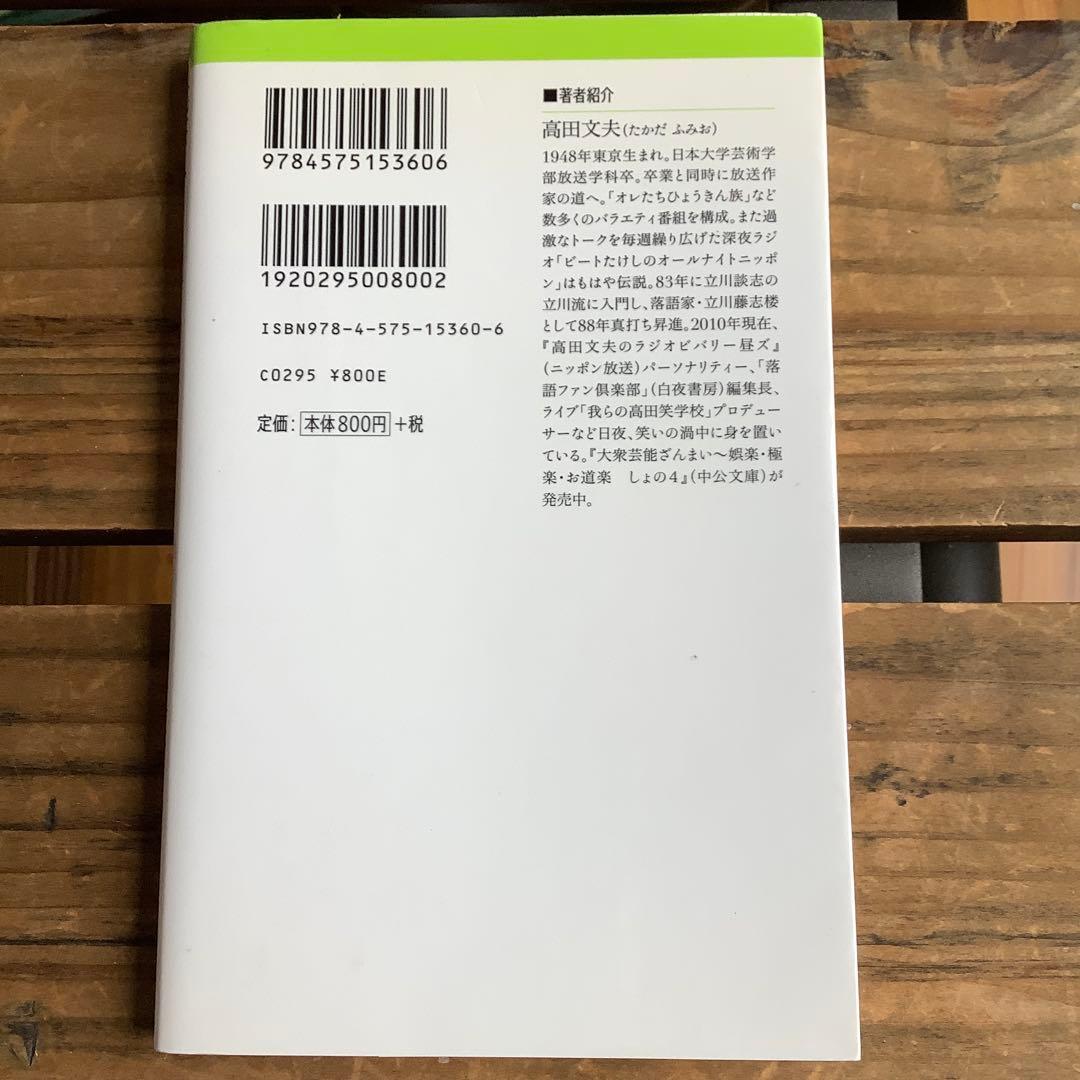 9784575153606
1920295008002
ISBN978-4-575-15360-6
C0295 ¥800E
定価：本体800円+税
■著者紹介
高田文夫（たかだ ふみお）
1948年東京生まれ。日本大学芸術学
部放送学科卒。卒業と同時に放送作
家の道へ。「オレたちひょうきん族」など
数多くのバラエティ番組を構成。また過
激なトークを毎週繰り広げた深夜ラジ
オ「ビートたけしのオールナイトニッポ
ン」はもはや伝説。83年に立川談志の
立川流に入門し、落語家・立川藤志楼
として88年真打ち昇進。2010年現在、
『高田文夫のラジオビバリー昼ズ』
（ニッポン放送）パーソナリティー、「落
語ファン倶楽部」（白夜書房）編集長、
ライブ「我らの高田笑学校」プロデュー
サーなど日夜、笑いの渦中に身を置い
ている。『大衆芸能ざんまい〜娯楽・極
楽・お道楽　しょの4』（中公文庫）が
発売中。